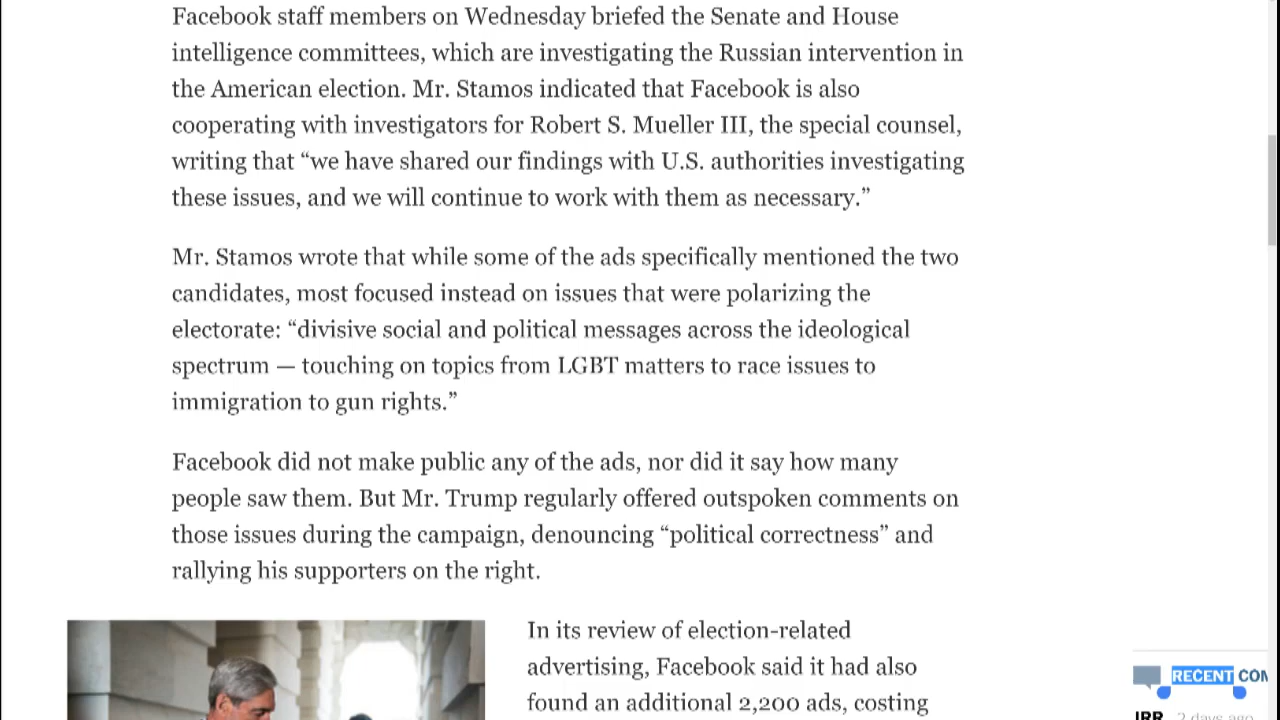 Facebook staff members on Wednesday briefed the Senate and House
intelligence committees, which are investigating the Russian intervention in
the American election. Mr. Stamos indicated that Facebook is also
cooperating with investigators for Robert S. Mueller III, the special counsel,
writing that “we have shared our findings with U.S. authorities investigating
these issues, and we will continue to work with them as necessary.”
Mr. Stamos wrote that while some of the ads specifically mentioned the two
candidates, most focused instead on issues that were polarizing the
electorate: “divisive social and political messages across the ideological
spectrum — touching on topics from LGBT matters to race issues to
immigration to gun rights.”
Facebook did not make public any of the ads, nor did it say how many
people saw them. But Mr. Trump regularly offered outspoken comments on
those issues during the campaign, denouncing “political correctness” and
rallying his supporters on the right.
In its review of election-related
advertising, Facebook said it had also
found an additional 2,200 ads, costing
RECENT COM
JRR 2 days ago